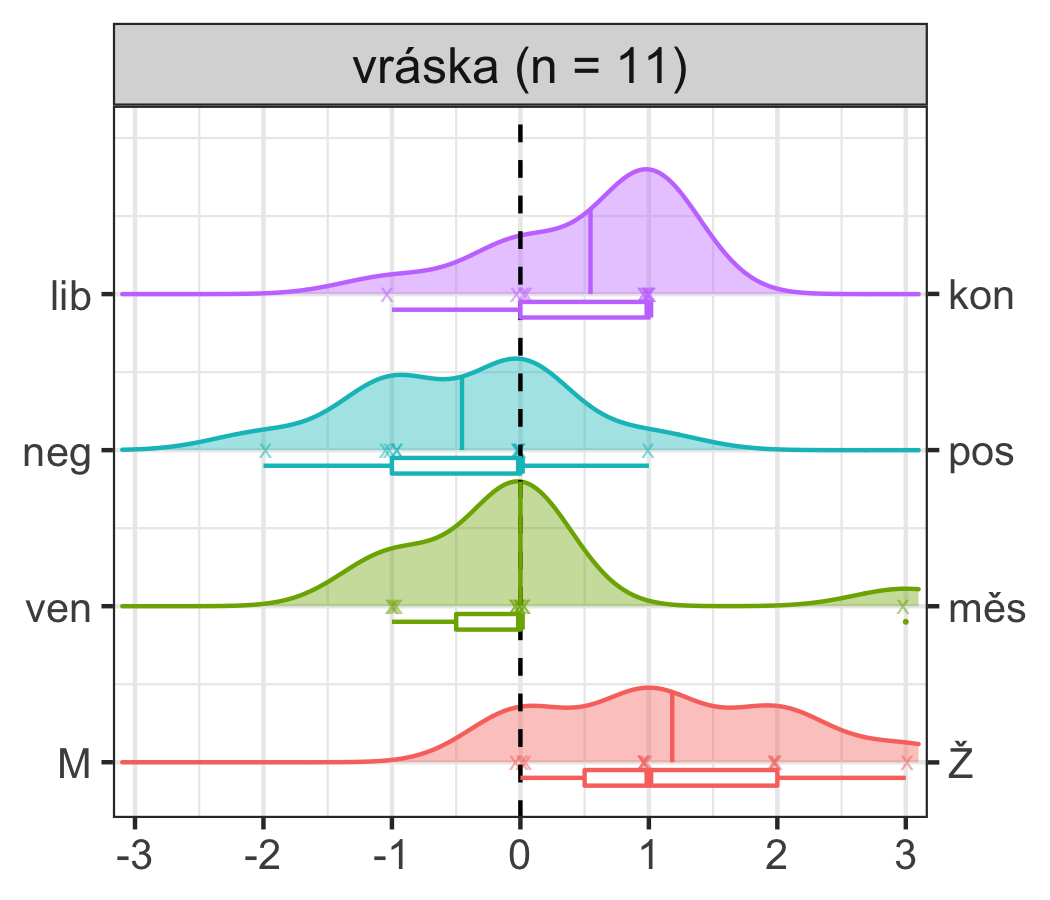 vráska (n = 11)
lib kon
neg pos
ven měs
M Ž
-3 -2 -1 0 1 2 3